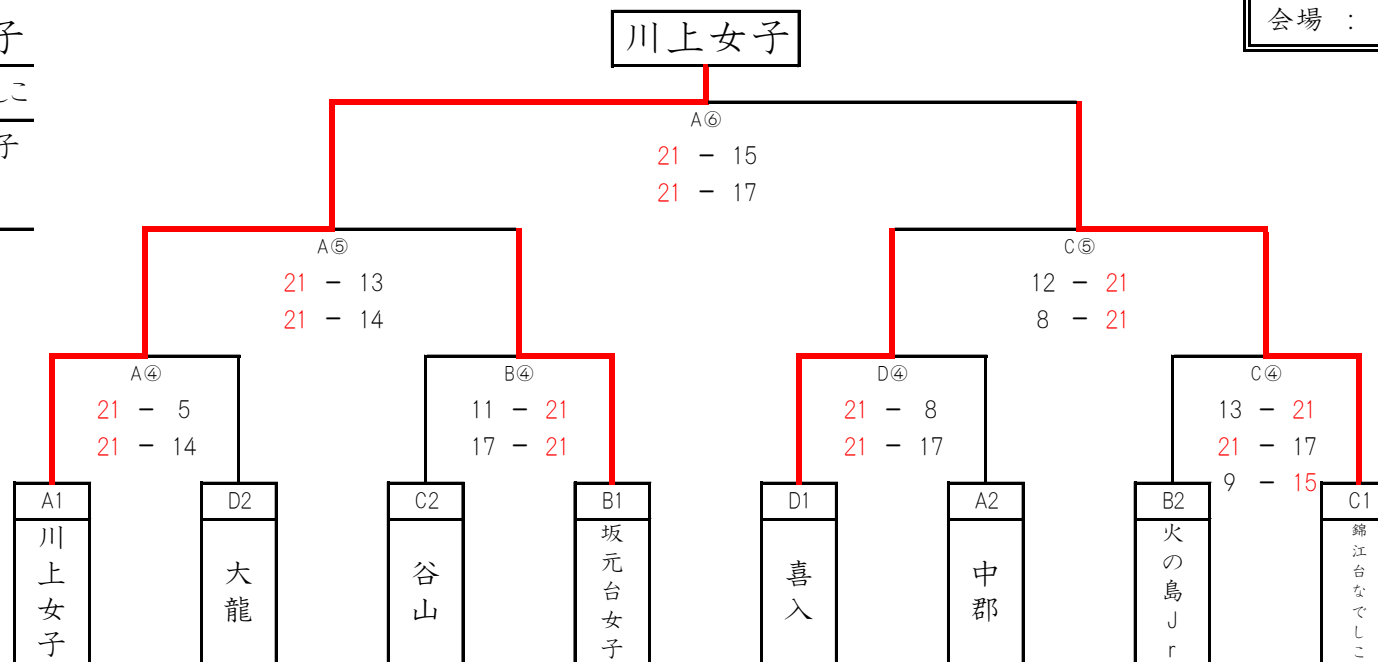 子
会場 ：
川上女子
しこ
子
A⑥
21 － 15
21 － 17
A⑤
21 － 13
21 － 14
C⑤
12 － 21
8 － 21
A④
21 － 5
21 － 14
B④
11 － 21
17 － 21
D④
21 － 8
21 － 17
C④
13 － 21
21 － 17
9 － 15
A1
D2
C2
B1
D1
A2
B2
C1
川上女子
大龍
谷山
坂元台女子
喜入
中郡
火の島Jr
錦江台なでしこ